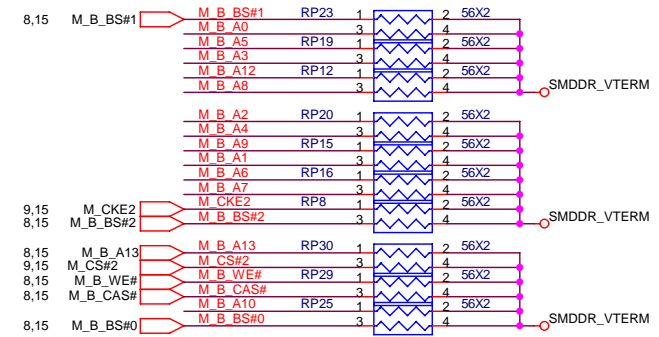 8,15 M_B_BS#1 M_B_BS#1 RP23 1 2 56X2
M_B_A0 3 4
M_B_A5 RP19 1 2 56X2
M_B_A3 3 4
M_B_A12 RP12 1 2 56X2
M_B_A8 3 4 SMDDR_VTERM
M_B_A2 RP20 1 2 56X2
M_B_A4 3 4
M_B_A9 RP15 1 2 56X2
M_B_A1 3 4
M_B_A6 RP16 1 2 56X2
M_B_A7 3 4
9,15 M_CKE2 M_CKE2 RP8 1 2 56X2
8,15 M_B_BS#2 M_B_BS#2 3 4 SMDDR_VTERM
8,15 M_B_A13 M_B_A13 RP30 1 2 56X2
9,15 M_CS#2 M_CS#2 3 4
8,15 M_B_WE# M_B_WE# RP29 1 2 56X2
8,15 M_B_CAS# M_B_CAS# 3 4
M_B_A10 RP25 1 2 56X2
8,15 M_B_BS#0 M_B_BS#0 3 4 SMDDR_VTERM